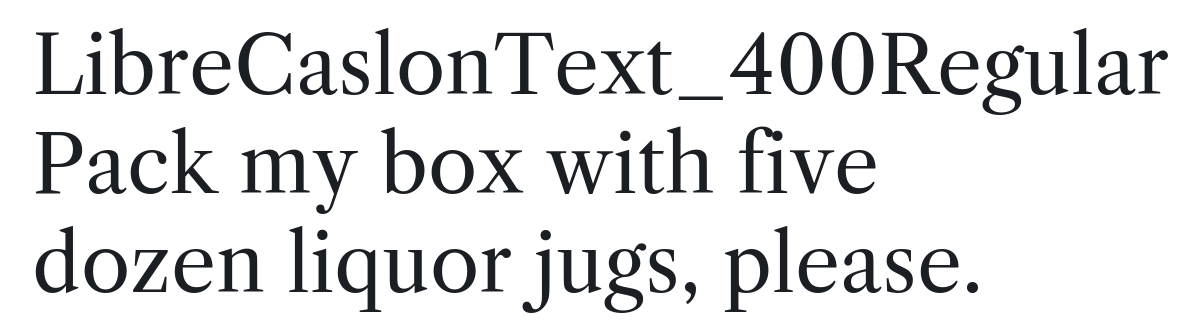 LibreCaslonText_400Regular
Pack my box with five
dozen liquor jugs, please.